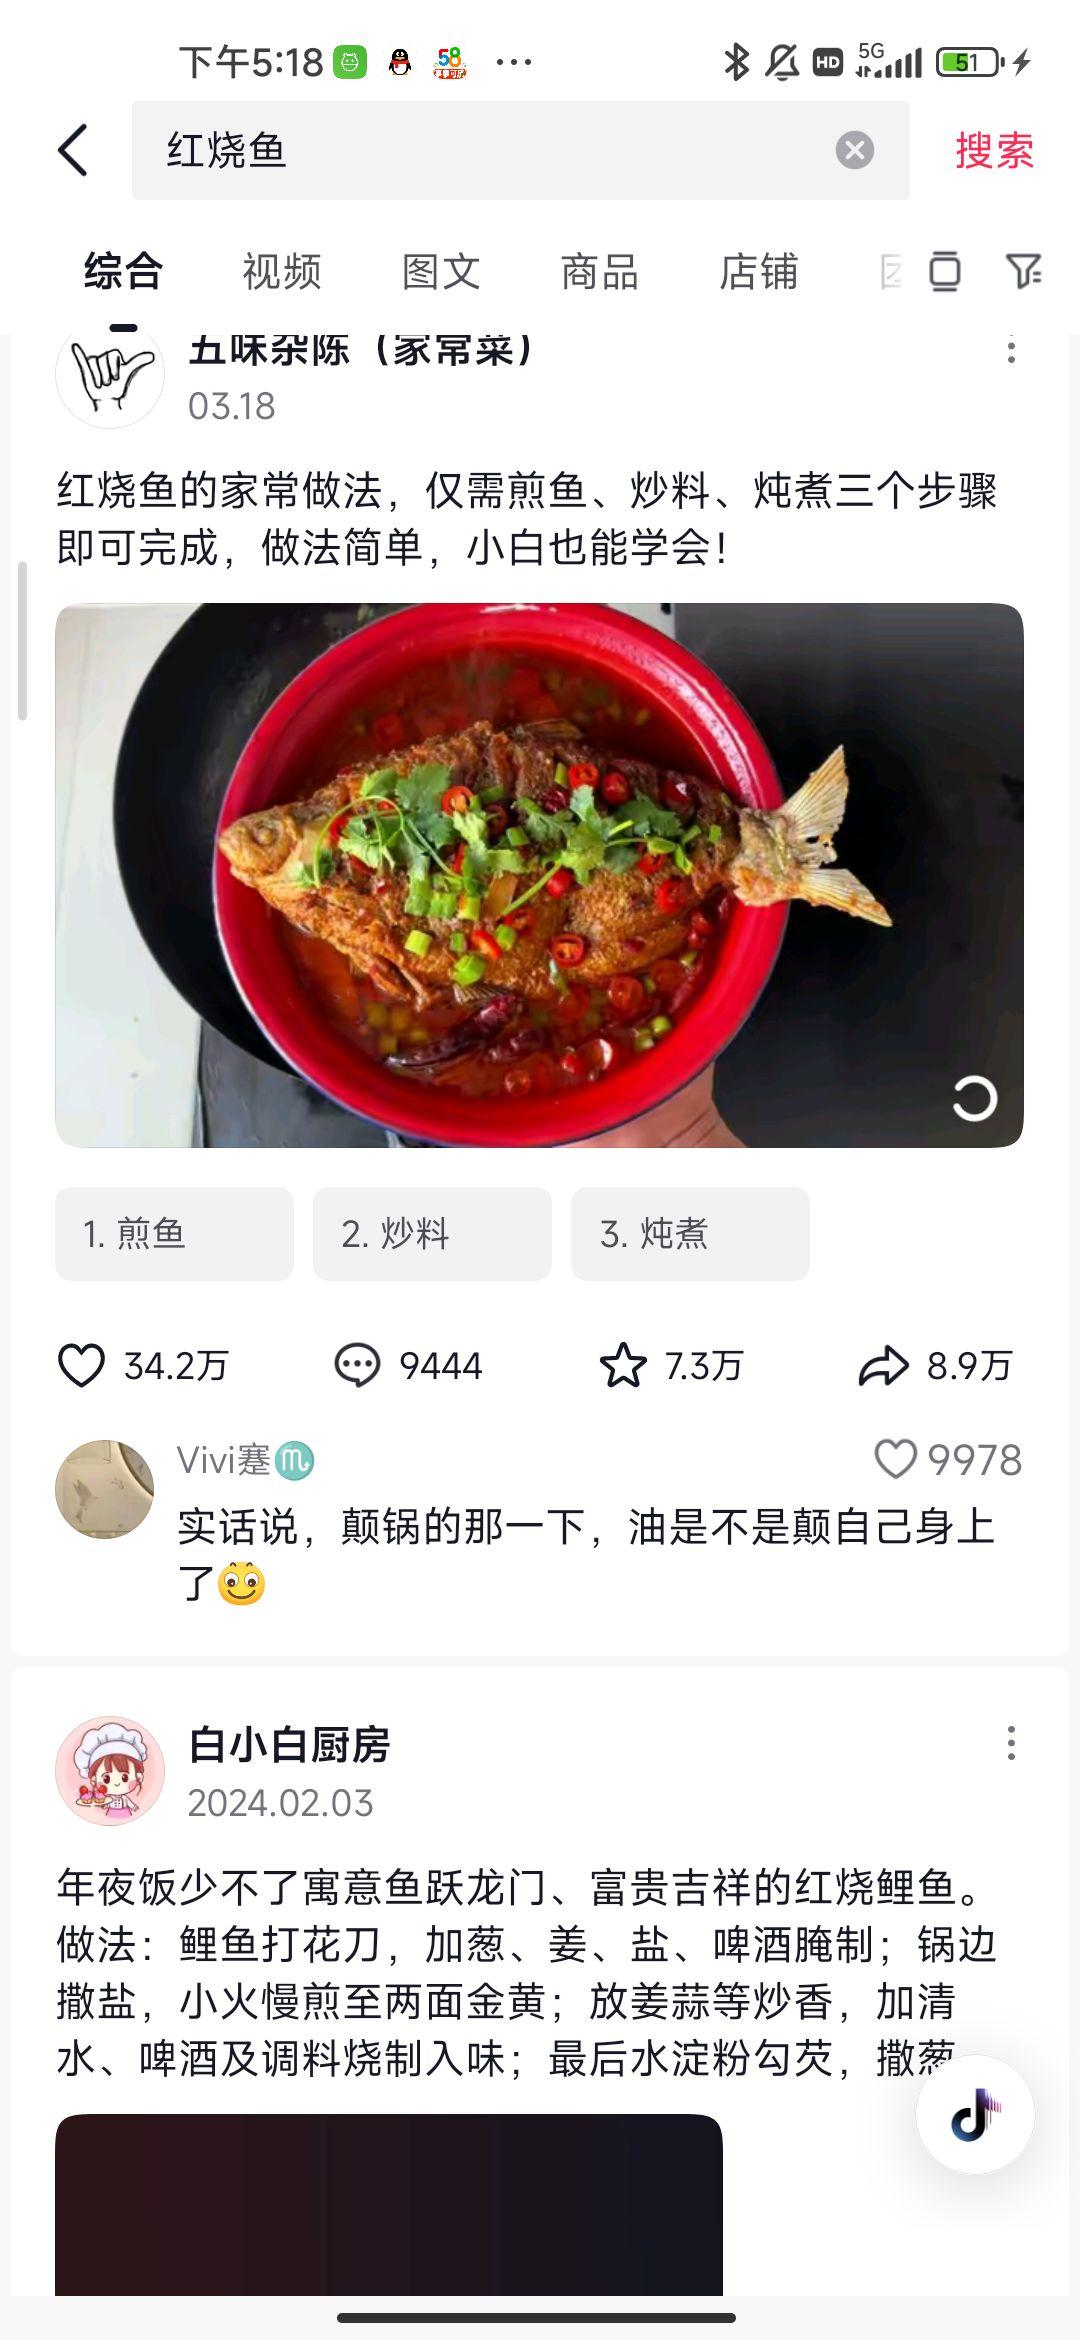 下午5:18
58
HD
5G
51
红烧鱼
搜索
综合
视频
图文
商品
店铺
五味杂陈（家常菜）
03.18
红烧鱼的家常做法，仅需煎鱼、炒料、炖煮三个步骤
即可完成，做法简单，小白也能学会！
1. 煎鱼
2. 炒料
3. 炖煮
34.2万
9444
7.3万
8.9万
Vivi蹇♏
9978
实话说，颠锅的那一下，油是不是颠自己身上
了
白小白厨房
2024.02.03
年夜饭少不了寓意鱼跃龙门、富贵吉祥的红烧鲤鱼。
做法：鲤鱼打花刀，加葱、姜、盐、啤酒腌制；锅边
撒盐，小火慢煎至两面金黄；放姜蒜等炒香，加清
水、啤酒及调料烧制入味；最后水淀粉勾芡，撒葱